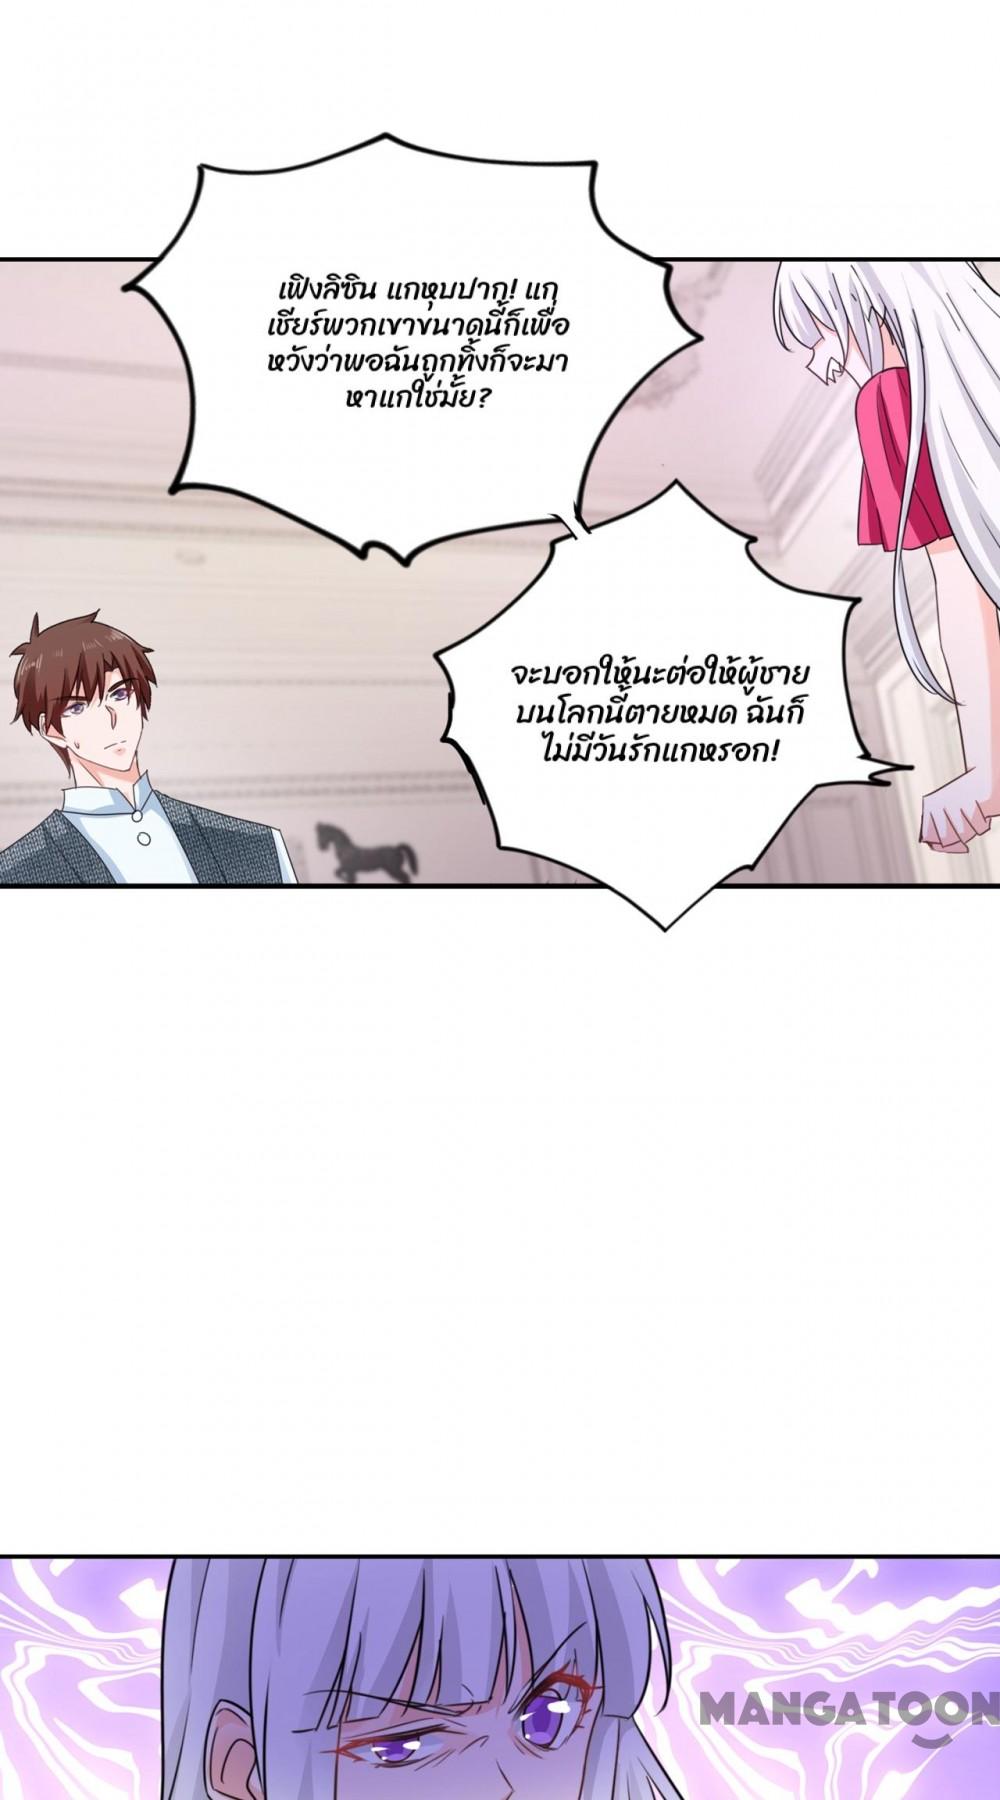 เฟิงลิซิน แกหุบปาก! แก
เชียร์พวกเขาขนาดนี้ก็เพื่อ
หวังว่าพอฉันถูกทิ้งก็จะมา
หาแกใช่มั้ย?
จะบอกให้นะต่อให้ผู้ชาย
บนโลกนี้ตายหมด ฉันก็
ไม่มีวันรักแกหรอก!
MANGATOON